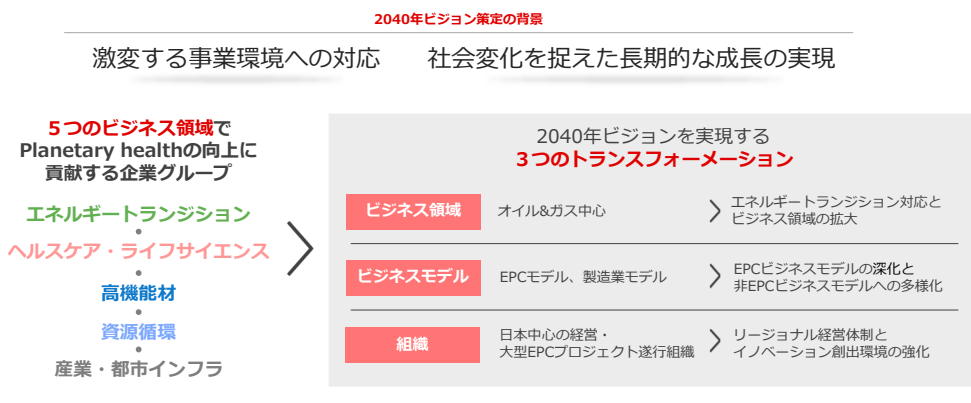 2040年ビジョン策定の背景
激変する事業環境への対応 社会変化を捉えた長期的な成長の実現
５つのビジネス領域で
Planetary healthの向上に
貢献する企業グループ
エネルギートランジション
・
ヘルスケア・ライフサイエンス
・
高機能材
・
資源循環
・
産業・都市インフラ
2040年ビジョンを実現する
３つのトランスフォーメーション
ビジネス領域
オイル&ガス中心
エネルギートランジション対応と
ビジネス領域の拡大
ビジネスモデル
EPCモデル、製造業モデル
EPCビジネスモデルの深化と
非EPCビジネスモデルへの多様化
組織
日本中心の経営・
大型EPCプロジェクト遂行組織
リージョナル経営体制と
イノベーション創出環境の強化